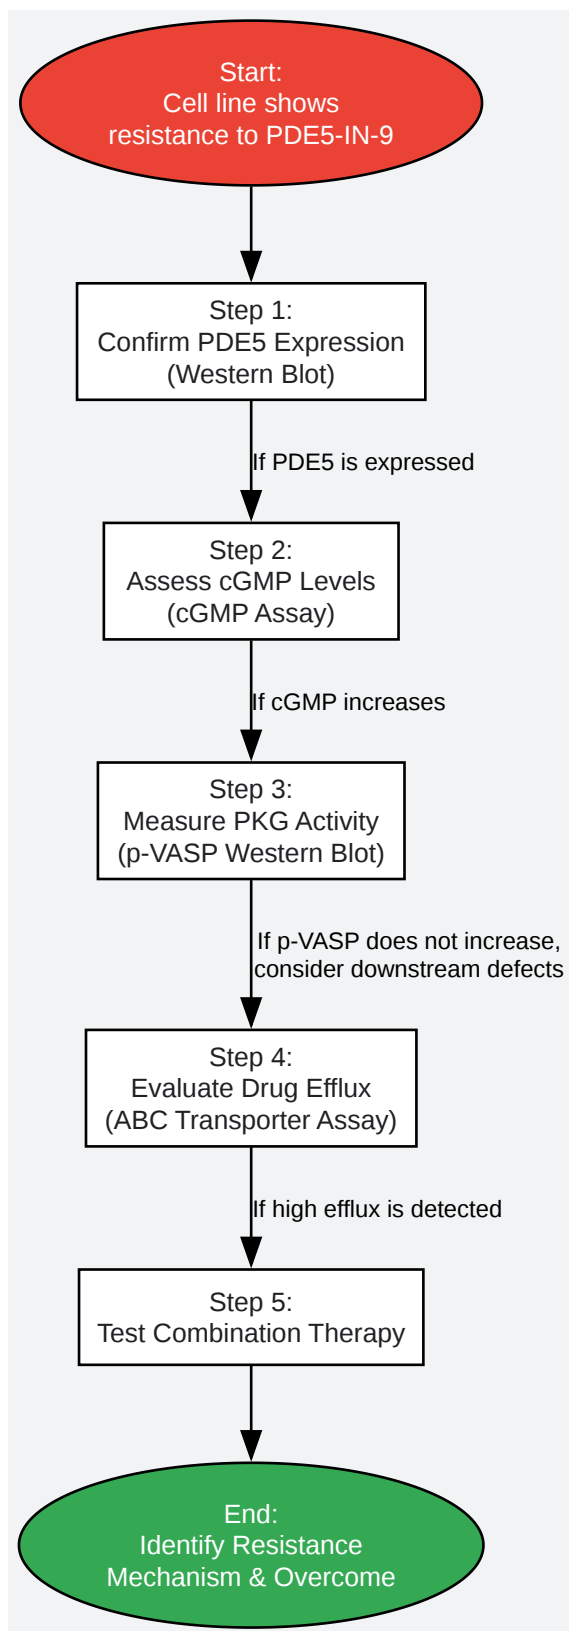 Start:
Cell line shows
resistance to PDE5-IN-9
Step 1:
Confirm PDE5 Expression
(Western Blot)
If PDE5 is expressed
Step 2:
Assess cGMP Levels
(cGMP Assay)
If cGMP increases
Step 3:
Measure PKG Activity
(p-VASP Western Blot)
If p-VASP does not increase,
consider downstream defects
Step 4:
Evaluate Drug Efflux
(ABC Transporter Assay)
If high efflux is detected
Step 5:
Test Combination Therapy
End:
Identify Resistance
Mechanism & Overcome